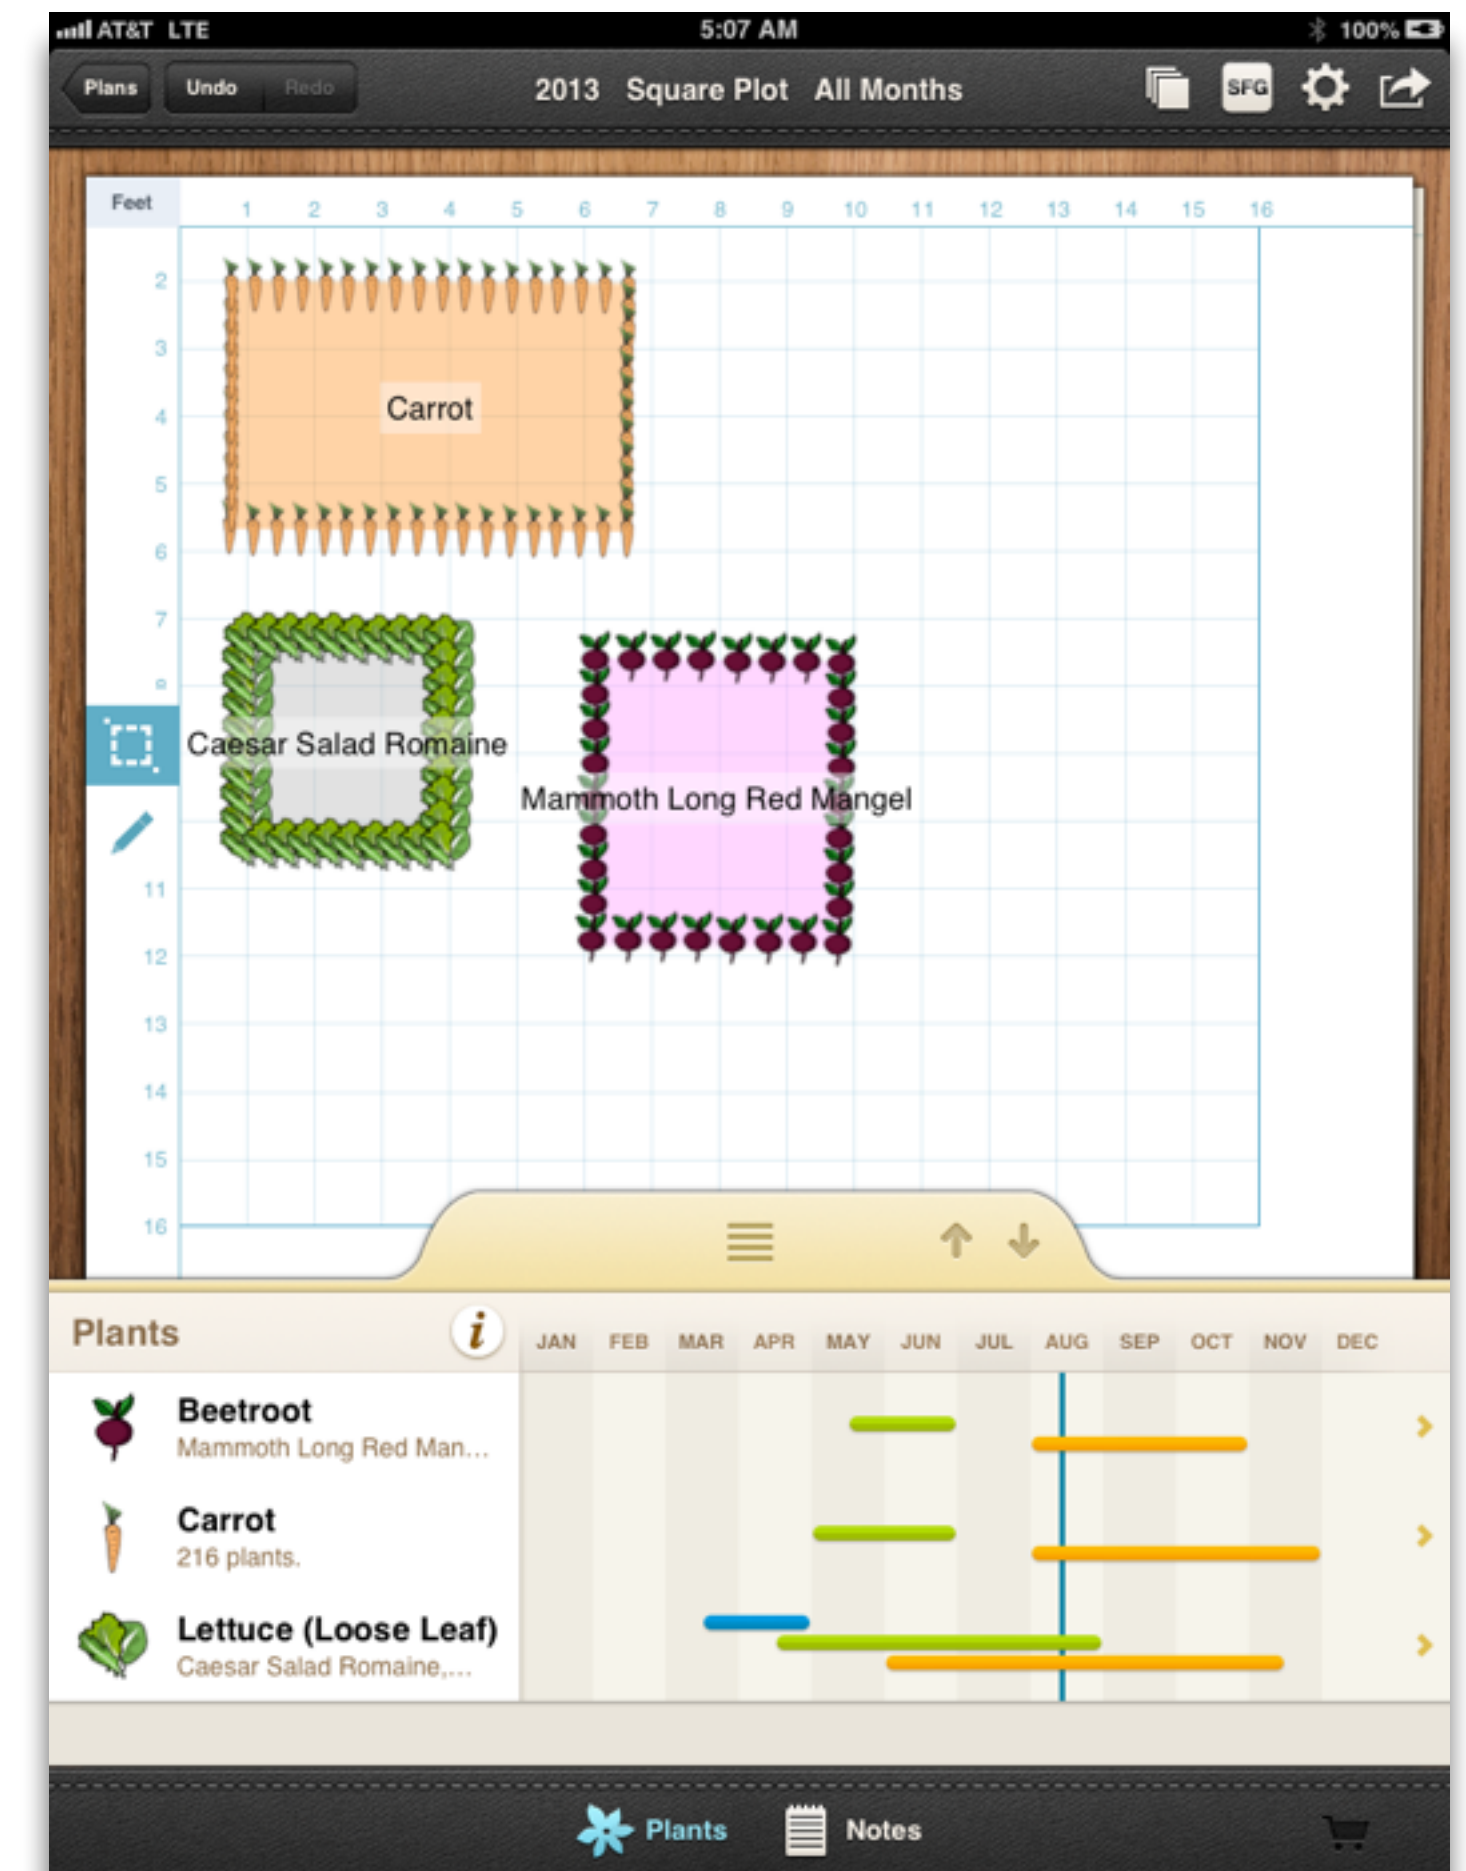 AT&T LTE 5:07 AM 100%
Plans Undo Redo 2013 Square Plot All Months SFG
Feet 1 2 3 4 5 6 7 8 9 10 11 12 13 14 15 16
2
3
4
Carrot
5
6
7
8
Caesar Salad Romaine
Mammoth Long Red Mangel
11
12
13
14
15
16
Plants i JAN FEB MAR APR MAY JUN JUL AUG SEP OCT NOV DEC
Beetroot
Mammoth Long Red Man...
Carrot
216 plants.
Lettuce (Loose Leaf)
Caesar Salad Romaine,...
Plants Notes